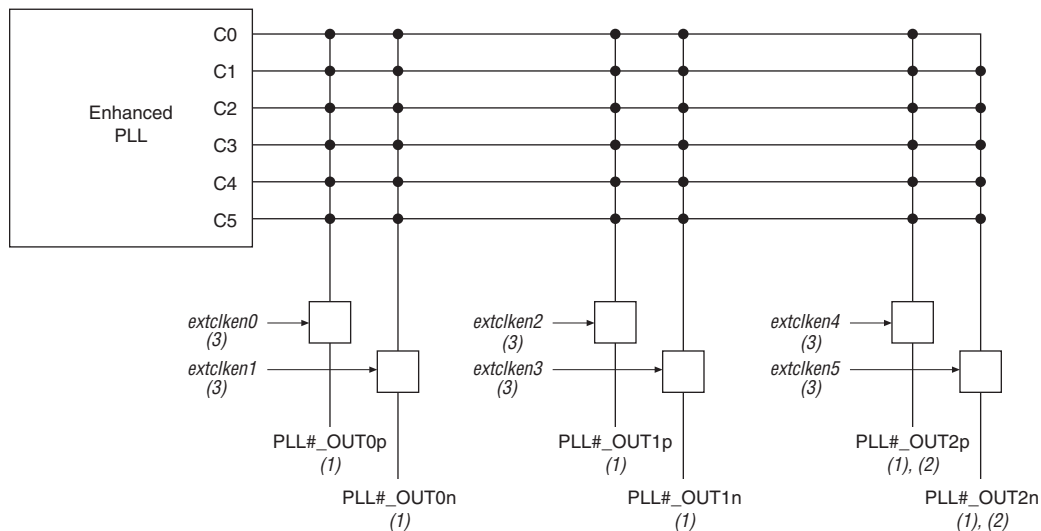 C0
C1
C2
C3
C4
C5
Enhanced
PLL
extclken0
(3)
extclken1
(3)
extclken2
(3)
extclken3
(3)
extclken4
(3)
extclken5
(3)
PLL#_OUT0p
(1)
PLL#_OUT0n
(1)
PLL#_OUT1p
(1)
PLL#_OUT1n
(1)
PLL#_OUT2p
(1), (2)
PLL#_OUT2n
(1), (2)